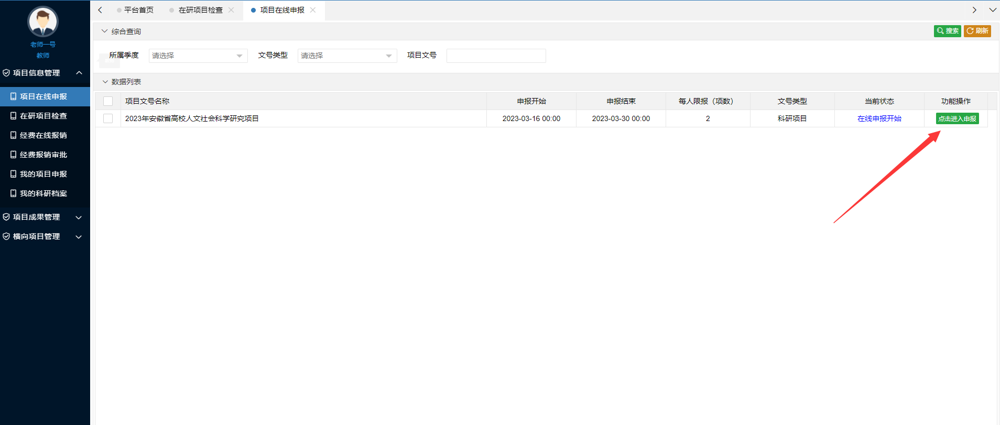 老师一号
教师
项目信息管理
项目在线申报
在研项目检查
经费在线报销
经费报销审批
我的项目申报
我的科研档案
项目成果管理
横向项目管理
平台首页 在研项目检查 项目在线申报
综合查询 搜索 刷新
所属季度 请选择 文号类型 请选择 项目文号
数据列表
项目文号名称 申报开始 申报结束 每人限报（项数） 文号类型 当前状态 功能操作
2023年安徽省高校人文社会科学研究项目 2023-03-16 00:00 2023-03-30 00:00 2 科研项目 在线申报开始 点击进入申报